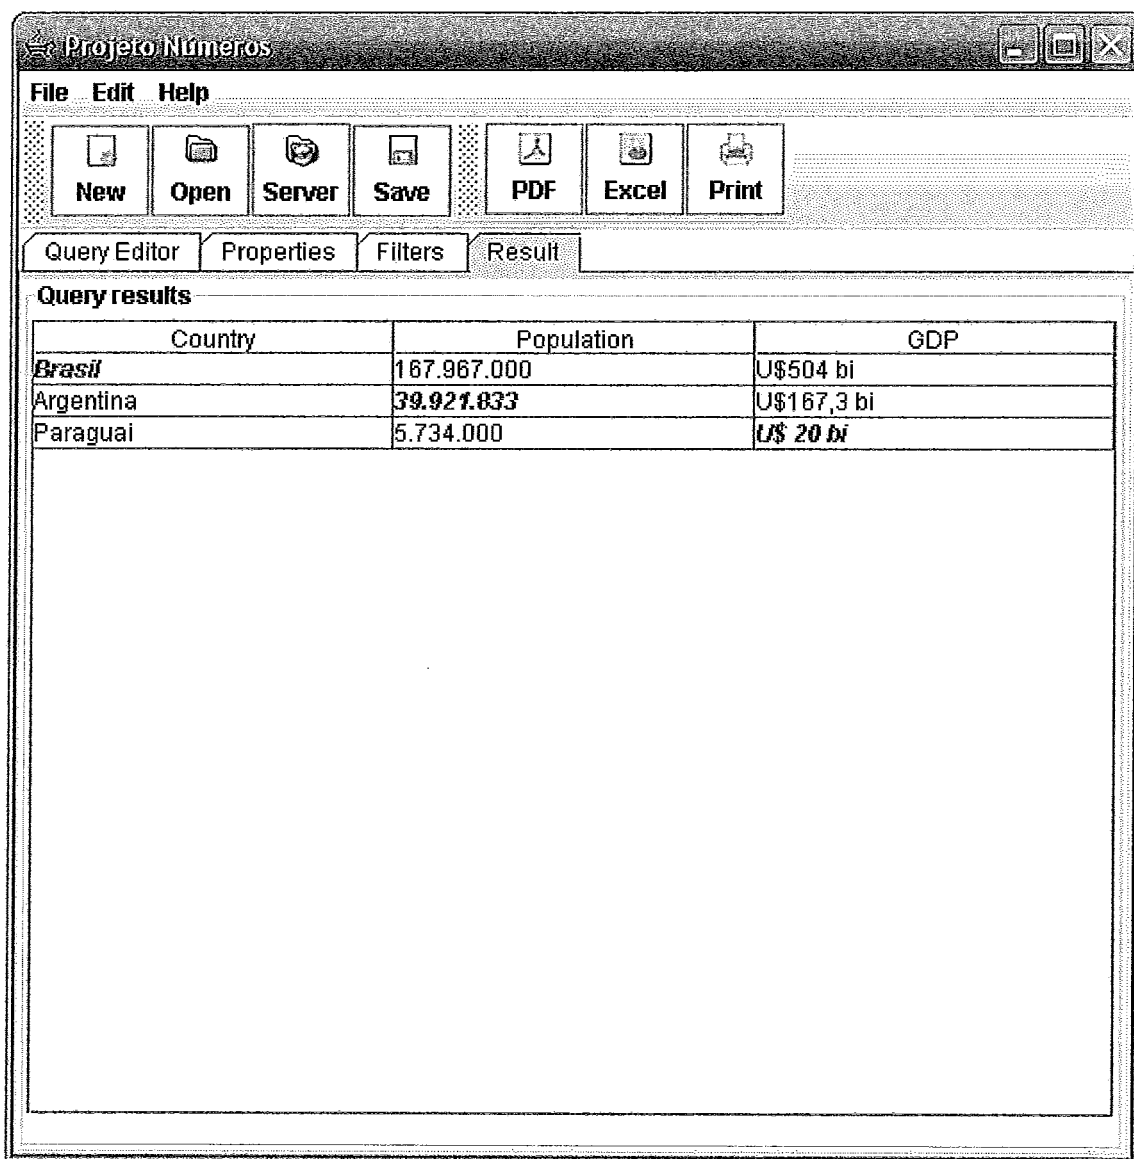 Projeto Números
File Edit Help
New Open Server Save PDF Excel Print
Query Editor Properties Filters Result
Query results
Country Population GDP
Brasil 167.967.000 U$504 bi
Argentina 39.921.833 U$167,3 bi
Paraguai 5.734.000 U$ 20 bi